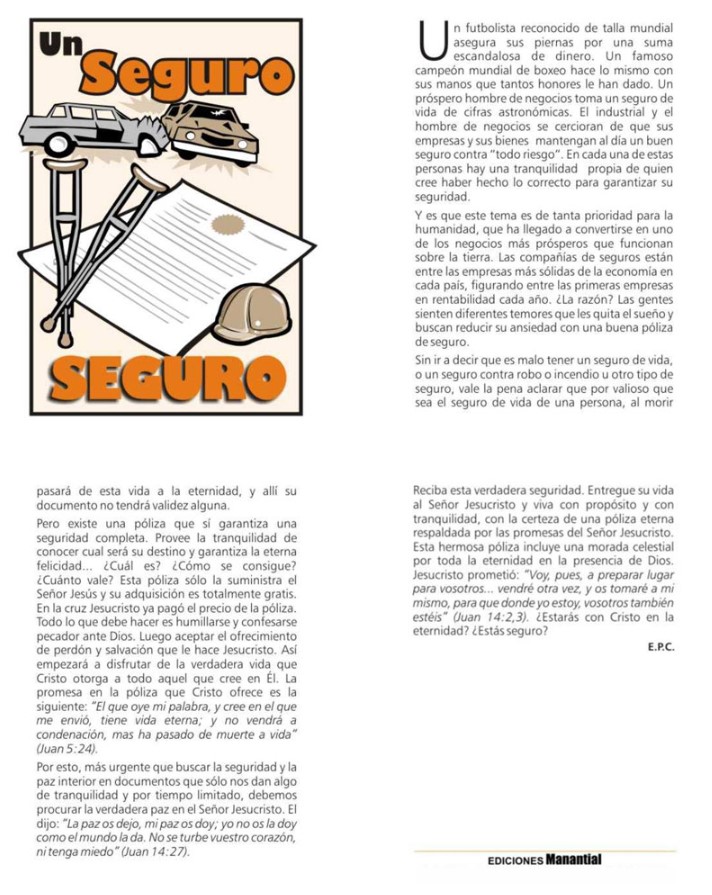 Un
Seguro
SEGURO
Un futbolista reconocido de talla mundial
asegura sus piernas por una suma
escandalosa de dinero. Un famoso
campeón mundial de boxeo hace lo mismo con
sus manos que tantos honores le han dado. Un
próspero hombre de negocios toma un seguro de
vida de cifras astronómicas. El industrial y el
hombre de negocios se cercioran de que sus
empresas y sus bienes mantengan al día un buen
seguro contra “todo riesgo”. En cada una de estas
personas hay una tranquilidad propia de quien
cree haber hecho lo correcto para garantizar su
seguridad.
Y es que este tema es de tanta prioridad para la
humanidad, que ha llegado a convertirse en uno
de los negocios más prósperos que funcionan
sobre la tierra. Las compañías de seguros están
entre las empresas más sólidas de la economía en
cada país, figurando entre las primeras empresas
en rentabilidad cada año. ¿La razón? Las gentes
sienten diferentes temores que les quita el sueño y
buscan reducir su ansiedad con una buena póliza
de seguro.
Sin ir a decir que es malo tener un seguro de vida,
o un seguro contra robo o incendio u otro tipo de
seguro, vale la pena aclarar que por valioso que
sea el seguro de vida de una persona, al morir
pasará de esta vida a la eternidad, y allí su
documento no tendrá validez alguna.
Pero existe una póliza que sí garantiza una
seguridad completa. Provee la tranquilidad de
conocer cual será su destino y garantiza la eterna
felicidad... ¿Cuál es? ¿Cómo se consigue?
¿Cuánto vale? Esta póliza sólo la suministra el
Señor Jesús y su adquisición es totalmente gratis.
En la cruz Jesucristo ya pagó el precio de la póliza.
Todo lo que debe hacer es humillarse y confesarse
pecador ante Dios. Luego aceptar el ofrecimiento
de perdón y salvación que le hace Jesucristo. Así
empezará a disfrutar de la verdadera vida que
Cristo otorga a todo aquel que cree en Él. La
promesa en la póliza que Cristo ofrece es la
siguiente: “El que oye mi palabra, y cree en el que
me envió, tiene vida eterna; y no vendrá a
condenación, mas ha pasado de muerte a vida”
(Juan 5:24).
Por esto, más urgente que buscar la seguridad y la
paz interior en documentos que sólo nos dan algo
de tranquilidad y por tiempo limitado, debemos
procurar la verdadera paz en el Señor Jesucristo. El
dijo: “La paz os dejo, mi paz os doy; yo no os la doy
como el mundo la da. No se turbe vuestro corazón,
ni tenga miedo” (Juan 14:27).
Reciba esta verdadera seguridad. Entregue su vida
al Señor Jesucristo y viva con propósito y con
tranquilidad, con la certeza de una póliza eterna
respaldada por las promesas del Señor Jesucristo.
Esta hermosa póliza incluye una morada celestial
por toda la eternidad en la presencia de Dios.
Jesucristo prometió: “Voy, pues, a preparar lugar
para vosotros... vendré otra vez, y os tomaré a mi
mismo, para que donde yo estoy, vosotros también
estéis” (Juan 14:2,3). ¿Estarás con Cristo en la
eternidad? ¿Estás seguro?
E.P.C.
EDICIONES Manantial